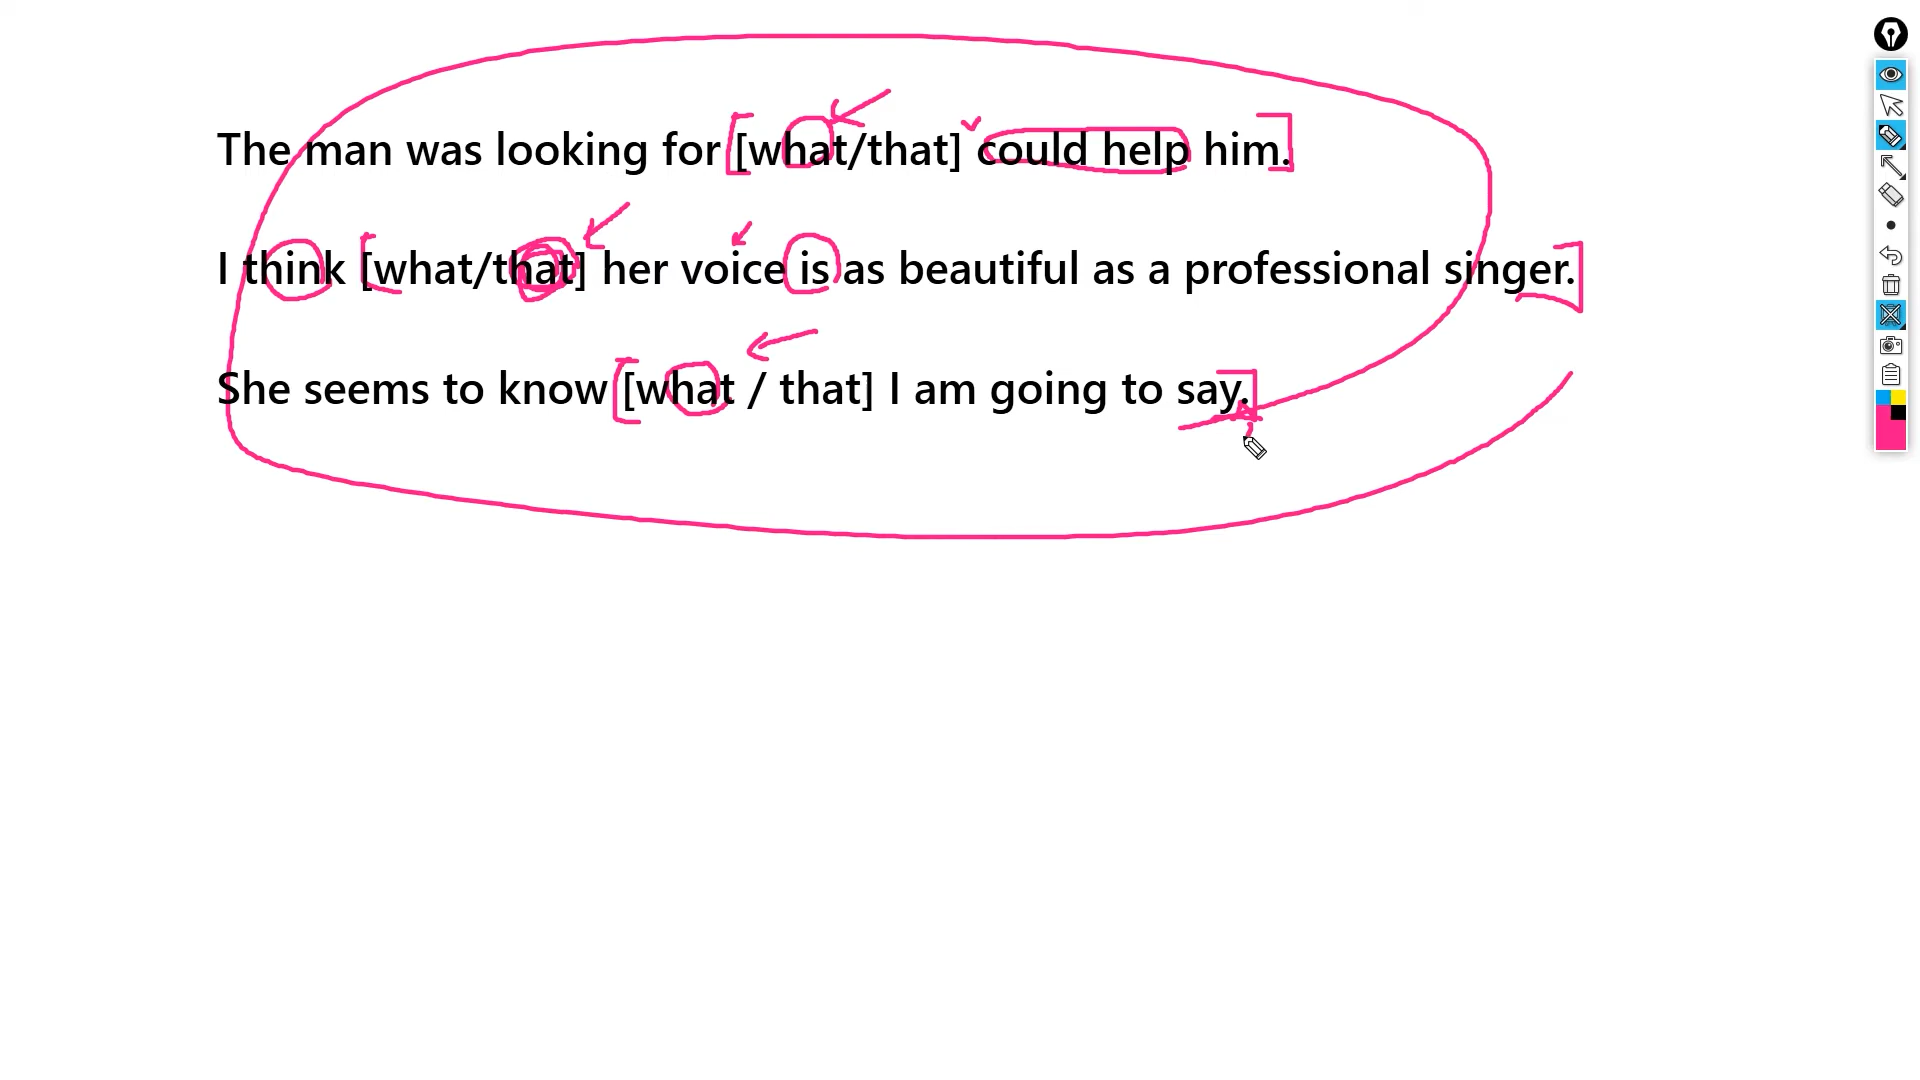 The man was looking for [what/that] could help him.
I think [what/that] her voice is as beautiful as a professional singer.
She seems to know [what / that] I am going to say.